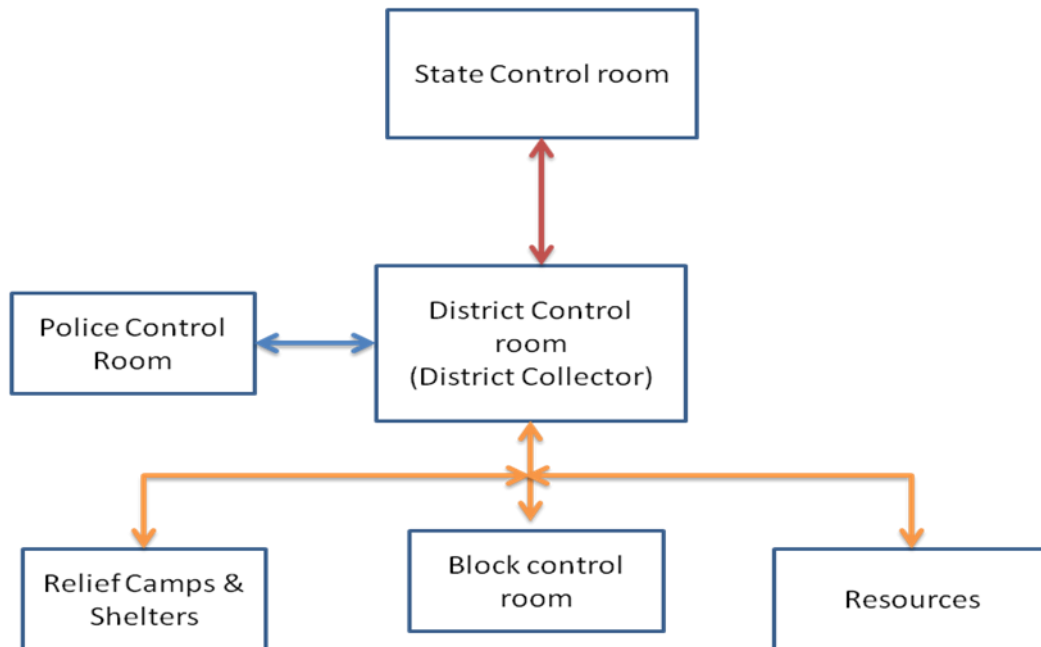 State Control room
Police Control
Room
District Control
room
(District Collector)
Relief Camps &
Shelters
Block control
room
Resources